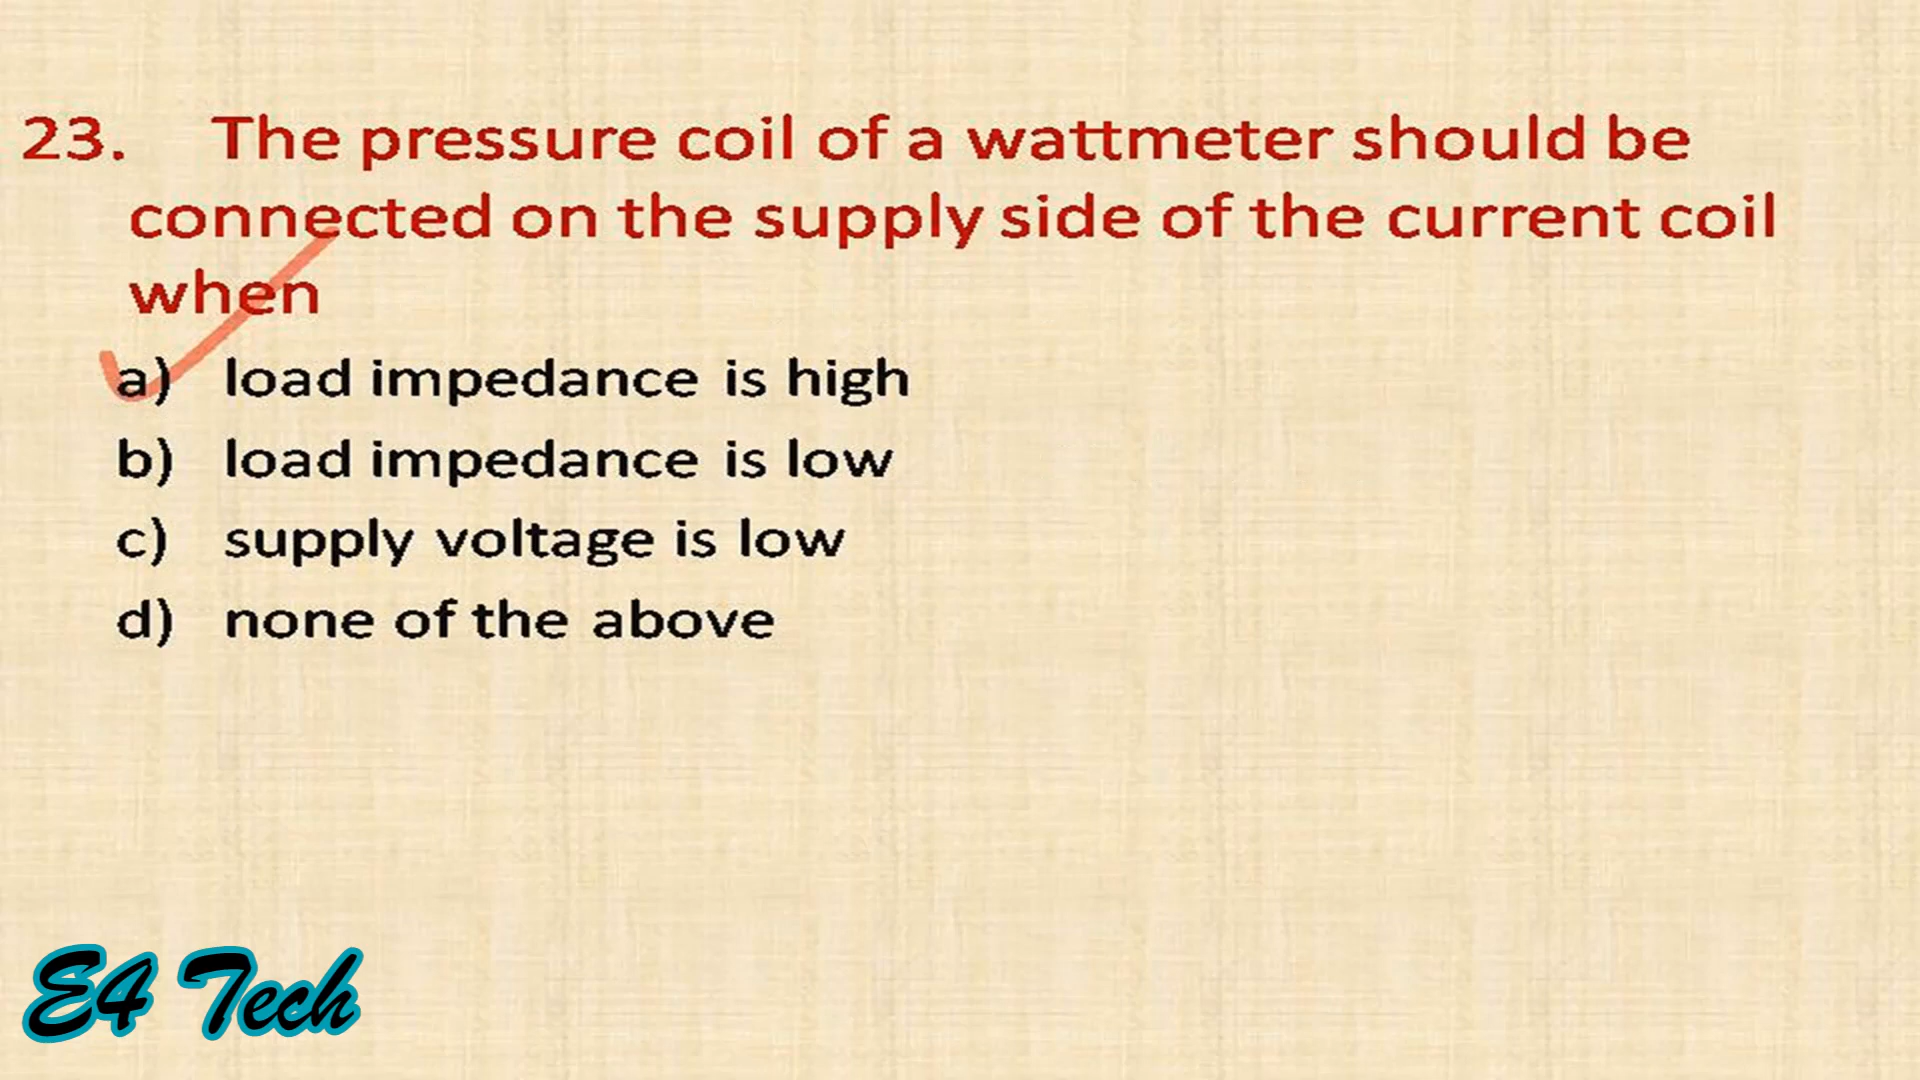 23. The pressure coil of a wattmeter should be
connected on the supply side of the current coil
when
a) load impedance is high
b) load impedance is low
c) supply voltage is low
d) none of the above
E4 Tech